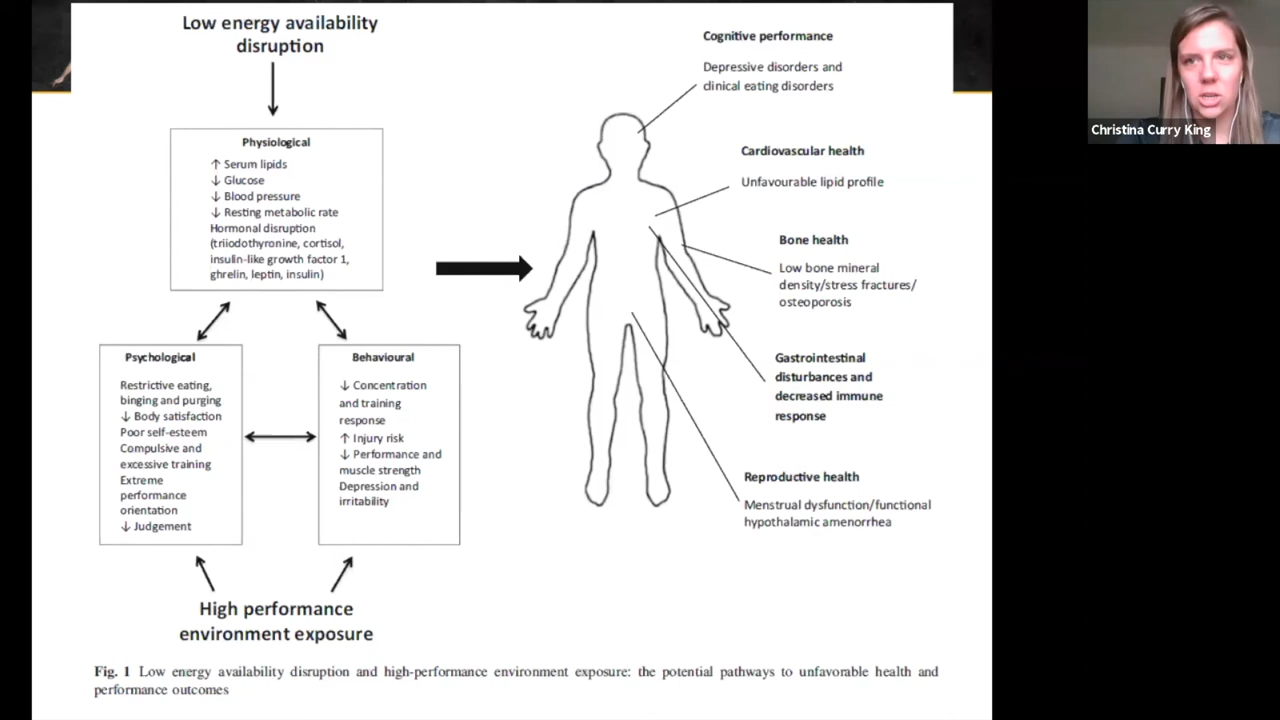 Low energy availability
disruption
Physiological
↑ Serum lipids
↓ Glucose
↓ Blood pressure
↓ Resting metabolic rate
Hormonal disruption
(triiodothyronine, cortisol,
insulin-like growth factor 1,
ghrelin, leptin, insulin)
Psychological
Restrictive eating,
binging and purging
↓ Body satisfaction
Poor self-esteem
Compulsive and
excessive training
Extreme
performance
orientation
↓ Judgement
Behavioural
↓ Concentration
and training
response
↑ Injury risk
↓ Performance and
muscle strength
Depression and
irritability
High performance
environment exposure
Cognitive performance
Depressive disorders and
clinical eating disorders
Cardiovascular health
Unfavourable lipid profile
Bone health
Low bone mineral
density/stress fractures/
osteoporosis
Gastrointestinal
disturbances and
decreased immune
response
Reproductive health
Menstrual dysfunction/functional
hypothalamic amenorrhea
Fig. 1 Low energy availability disruption and high-performance environment exposure: the potential pathways to unfavorable health and
performance outcomes
Christina Curry King